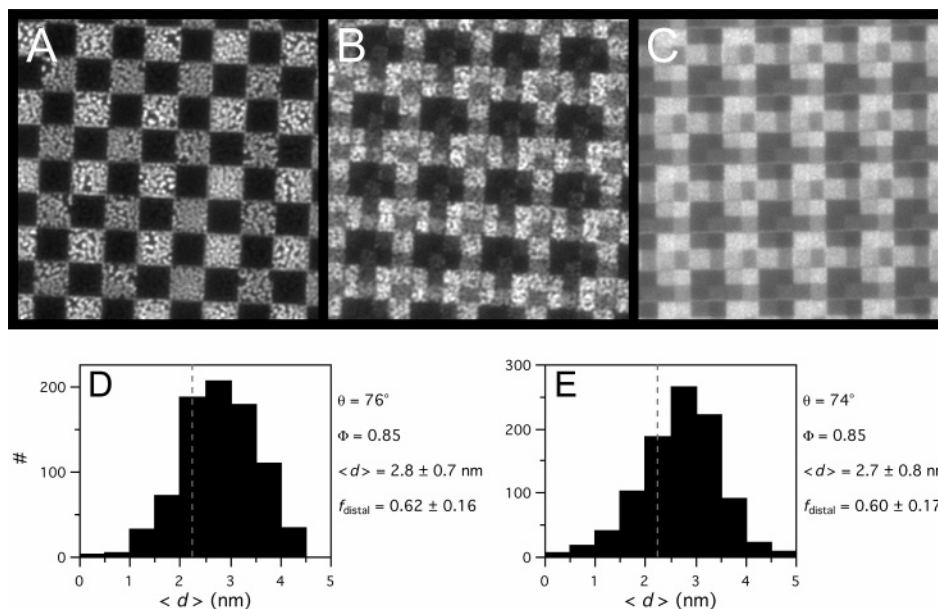 A B C
D
200
100
0
#
0 1 2 3 4 5
< d > (nm)
θ = 76°
Φ = 0.85
<d> = 2.8 ± 0.7 nm
fdistal = 0.62 ± 0.16
E
300
200
100
0
0 1 2 3 4 5
< d > (nm)
θ = 74°
Φ = 0.85
<d> = 2.7 ± 0.8 n
fdistal = 0.60 ± 0.17